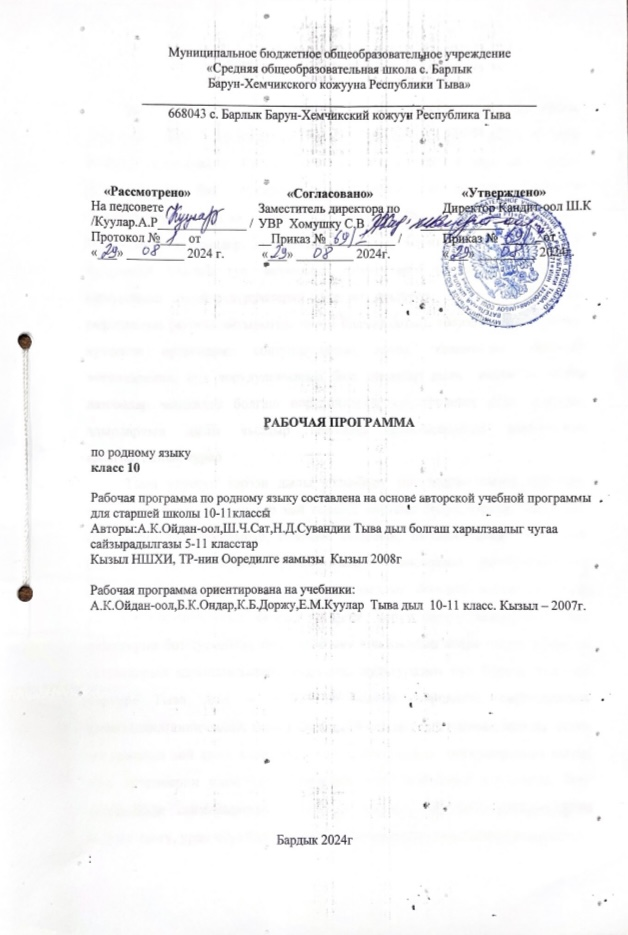 Муниципальное бюджетное общеобразовательное учреждение
«Средняя общеобразовательная школа с. Барлык
Барун-Хемчикского кожууна Республики Тыва»
668043 с. Барлык Барун-Хемчикский кожуун Республика Тыва
«Рассмотрено» «Согласовано» «Утверждено»
На педсовете Заместитель директора по Директор Кандит-оол Ш.К
/Куулар.А.Р / УВР Хомушку С.В
Протокол № 1 от Приказ № 69/ / Приказ № 69/ от
« 29» 08 2024 г. « 29» 08 2024г. « 29» 08 2024г.
РАБОЧАЯ ПРОГРАММА
по родному языку
класс 10
Рабочая программа по родному языку составлена на основе авторской учебной программы
для старшей школы 10-11классы
Авторы:А.К.Ойдан-оол,Ш.Ч.Сат,Н.Д.Сувандии Тыва дыл болгаш харылзаалыг чугаа
сайзырадылгазы 5-11 класстар
Кызыл НШХИ, ТР-нин Ооредилге яамызы Кызыл 2008г
Рабочая программа ориентирована на учебники:
А.К.Ойдан-оол,Б.К.Ондар,К.Б.Доржу,Е.М.Куулар Тыва дыл 10-11 класс. Кызыл – 2007г.
Бардык 2024г
: